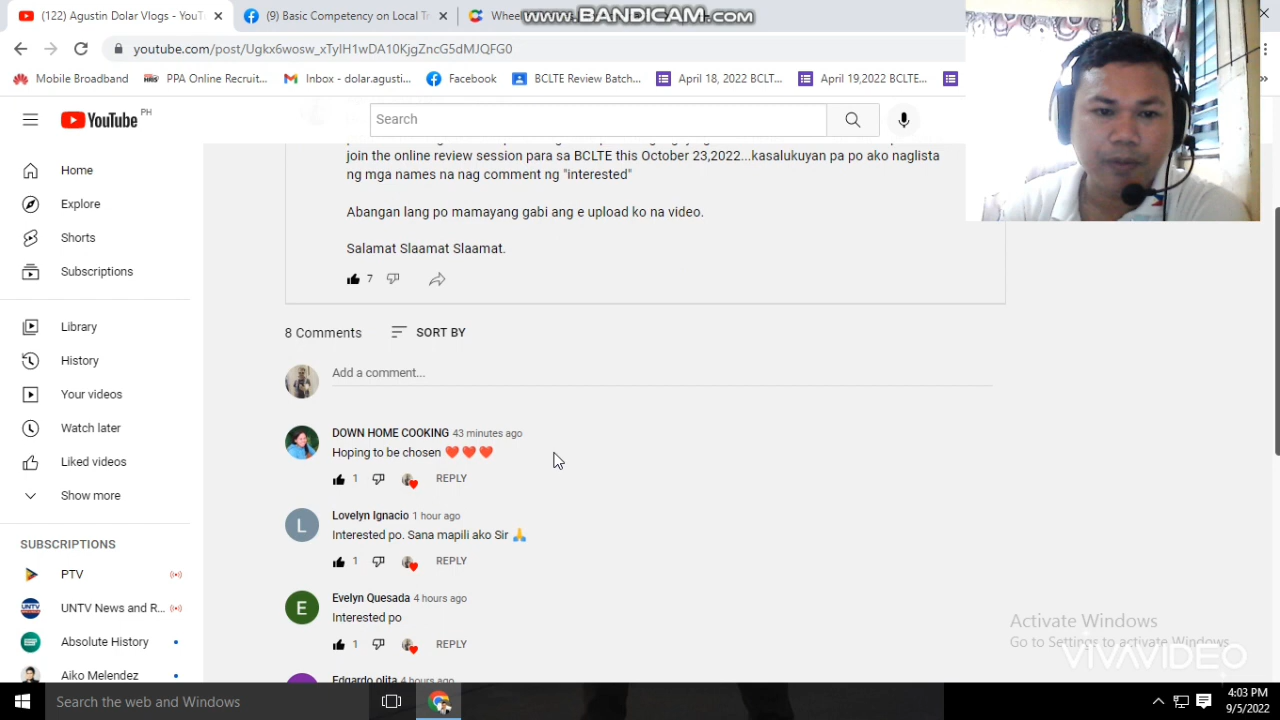 (122) Agustin Dolar Vlogs - YouTu
(9) Basic Competency on Local Tr
Whee
www.BANDICAM.com
youtube.com/post/Ugkx6wosw_xTyIH1wDA10KjgZncG5dMJQFG0
Mobile Broadband
PPA Online Recruit...
Inbox - dolar.agusti...
Facebook
BCLTE Review Batch...
April 18, 2022 BCLT...
April 19,2022 BCLTE...
YouTube PH
Search
Home
Explore
Shorts
Subscriptions
Library
History
Your videos
Watch later
Liked videos
Show more
SUBSCRIPTIONS
PTV
UNTV News and R...
Absolute History
Aiko Melendez
join the online review session para sa BCLTE this October 23,2022...kasalukuyan pa po ako naglista
ng mga names na nag comment ng "interested"
Abangan lang po mamayang gabi ang e upload ko na video.
Salamat Slaamat Slaamat.
7
8 Comments
SORT BY
Add a comment...
DOWN HOME COOKING 43 minutes ago
Hoping to be chosen ❤️❤️❤️
1 REPLY
L
Lovelyn Ignacio 1 hour ago
Interested po. Sana mapili ako Sir 🙏
1 REPLY
E
Evelyn Quesada 4 hours ago
Interested po
1 REPLY
Edgardo olita 4 hours ago
Activate Windows
Go to Settings to activate Windows.
VIVAVIDEO
Search the web and Windows
4:03 PM
9/5/2022